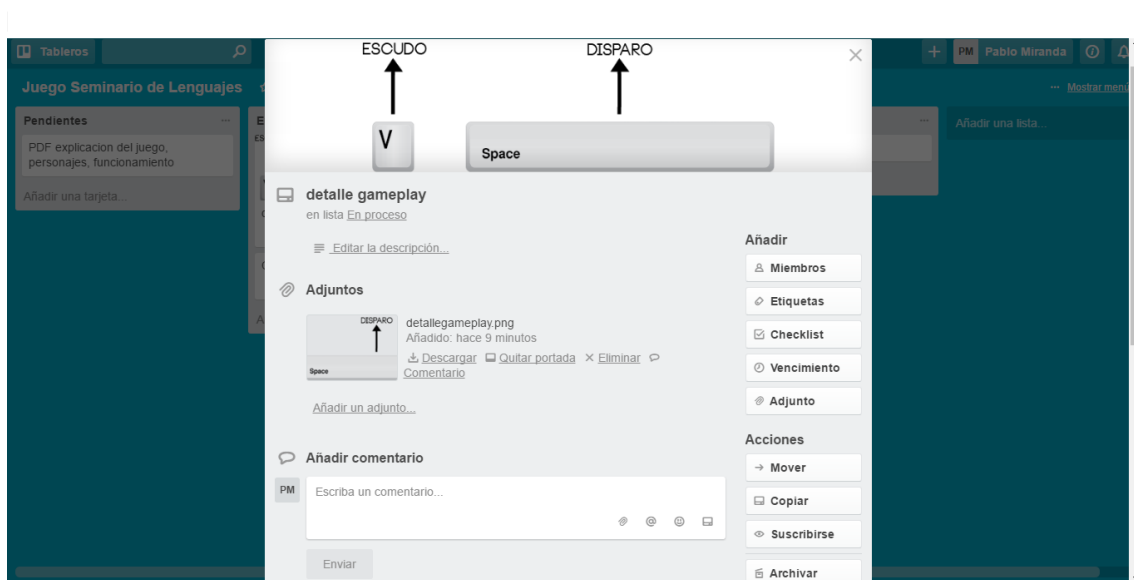 ESCUDO DISPARO
V
Space
Tableros
PM Pablo Miranda
Juego Seminario de Lenguajes
Mostrar menú
Pendientes
PDF explicacion del juego,
personajes, funcionamiento
Añadir una tarjeta...
Añadir una lista...
detalle gameplay
en lista En proceso
Editar la descripción...
Adjuntos
DISPARO
Space
detallegameplay.png
Añadido: hace 9 minutos
Descargar Quitar portada Eliminar
Comentario
Añadir un adjunto...
Añadir comentario
PM
Escriba un comentario...
Enviar
Añadir
Miembros
Etiquetas
Checklist
Vencimiento
Adjunto
Acciones
Mover
Copiar
Suscribirse
Archivar